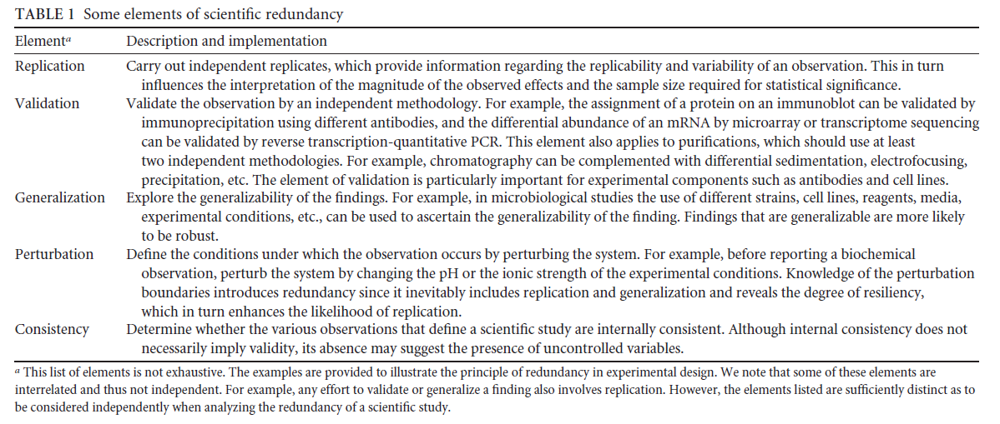 TABLE 1 Some elements of scientific redundancy
Elementᵃ Description and implementation
Replication Carry out independent replicates, which provide information regarding the replicability and variability of an observation. This in turn
influences the interpretation of the magnitude of the observed effects and the sample size required for statistical significance.
Validation Validate the observation by an independent methodology. For example, the assignment of a protein on an immunoblot can be validated by
immunoprecipitation using different antibodies, and the differential abundance of an mRNA by microarray or transcriptome sequencing
can be validated by reverse transcription-quantitative PCR. This element also applies to purifications, which should use at least
two independent methodologies. For example, chromatography can be complemented with differential sedimentation, electrofocusing,
precipitation, etc. The element of validation is particularly important for experimental components such as antibodies and cell lines.
Generalization Explore the generalizability of the findings. For example, in microbiological studies the use of different strains, cell lines, reagents, media,
experimental conditions, etc., can be used to ascertain the generalizability of the finding. Findings that are generalizable are more likely
to be robust.
Perturbation Define the conditions under which the observation occurs by perturbing the system. For example, before reporting a biochemical
observation, perturb the system by changing the pH or the ionic strength of the experimental conditions. Knowledge of the perturbation
boundaries introduces redundancy since it inevitably includes replication and generalization and reveals the degree of resiliency,
which in turn enhances the likelihood of replication.
Consistency Determine whether the various observations that define a scientific study are internally consistent. Although internal consistency does not
necessarily imply validity, its absence may suggest the presence of uncontrolled variables.
ᵃ This list of elements is not exhaustive. The examples are provided to illustrate the principle of redundancy in experimental design. We note that some of these elements are
interrelated and thus not independent. For example, any effort to validate or generalize a finding also involves replication. However, the elements listed are sufficiently distinct as to
be considered independently when analyzing the redundancy of a scientific study.